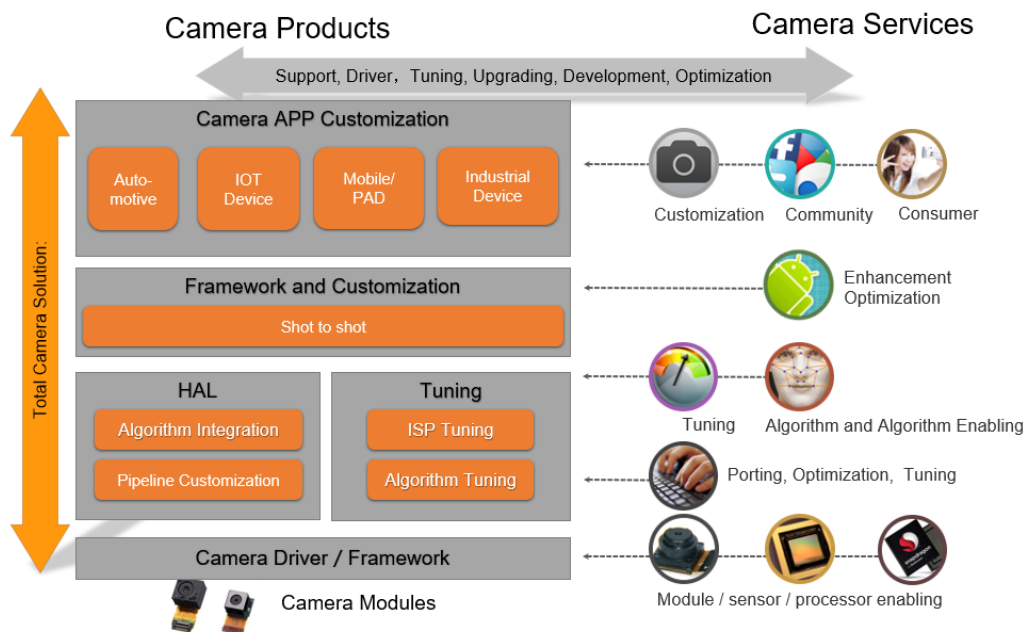 Camera Products
Camera Services
Support, Driver，Tuning, Upgrading, Development, Optimization
Total Camera Solution:
Camera APP Customization
Auto-
motive
IOT
Device
Mobile/
PAD
Industrial
Device
Customization
Community
Consumer
Framework and Customization
Shot to shot
Enhancement
Optimization
HAL
Algorithm Integration
Pipeline Customization
Tuning
ISP Tuning
Algorithm Tuning
Tuning
Algorithm and Algorithm Enabling
Porting, Optimization,  Tuning
Camera Driver / Framework
snapdragon
Module / sensor / processor enabling
Camera Modules